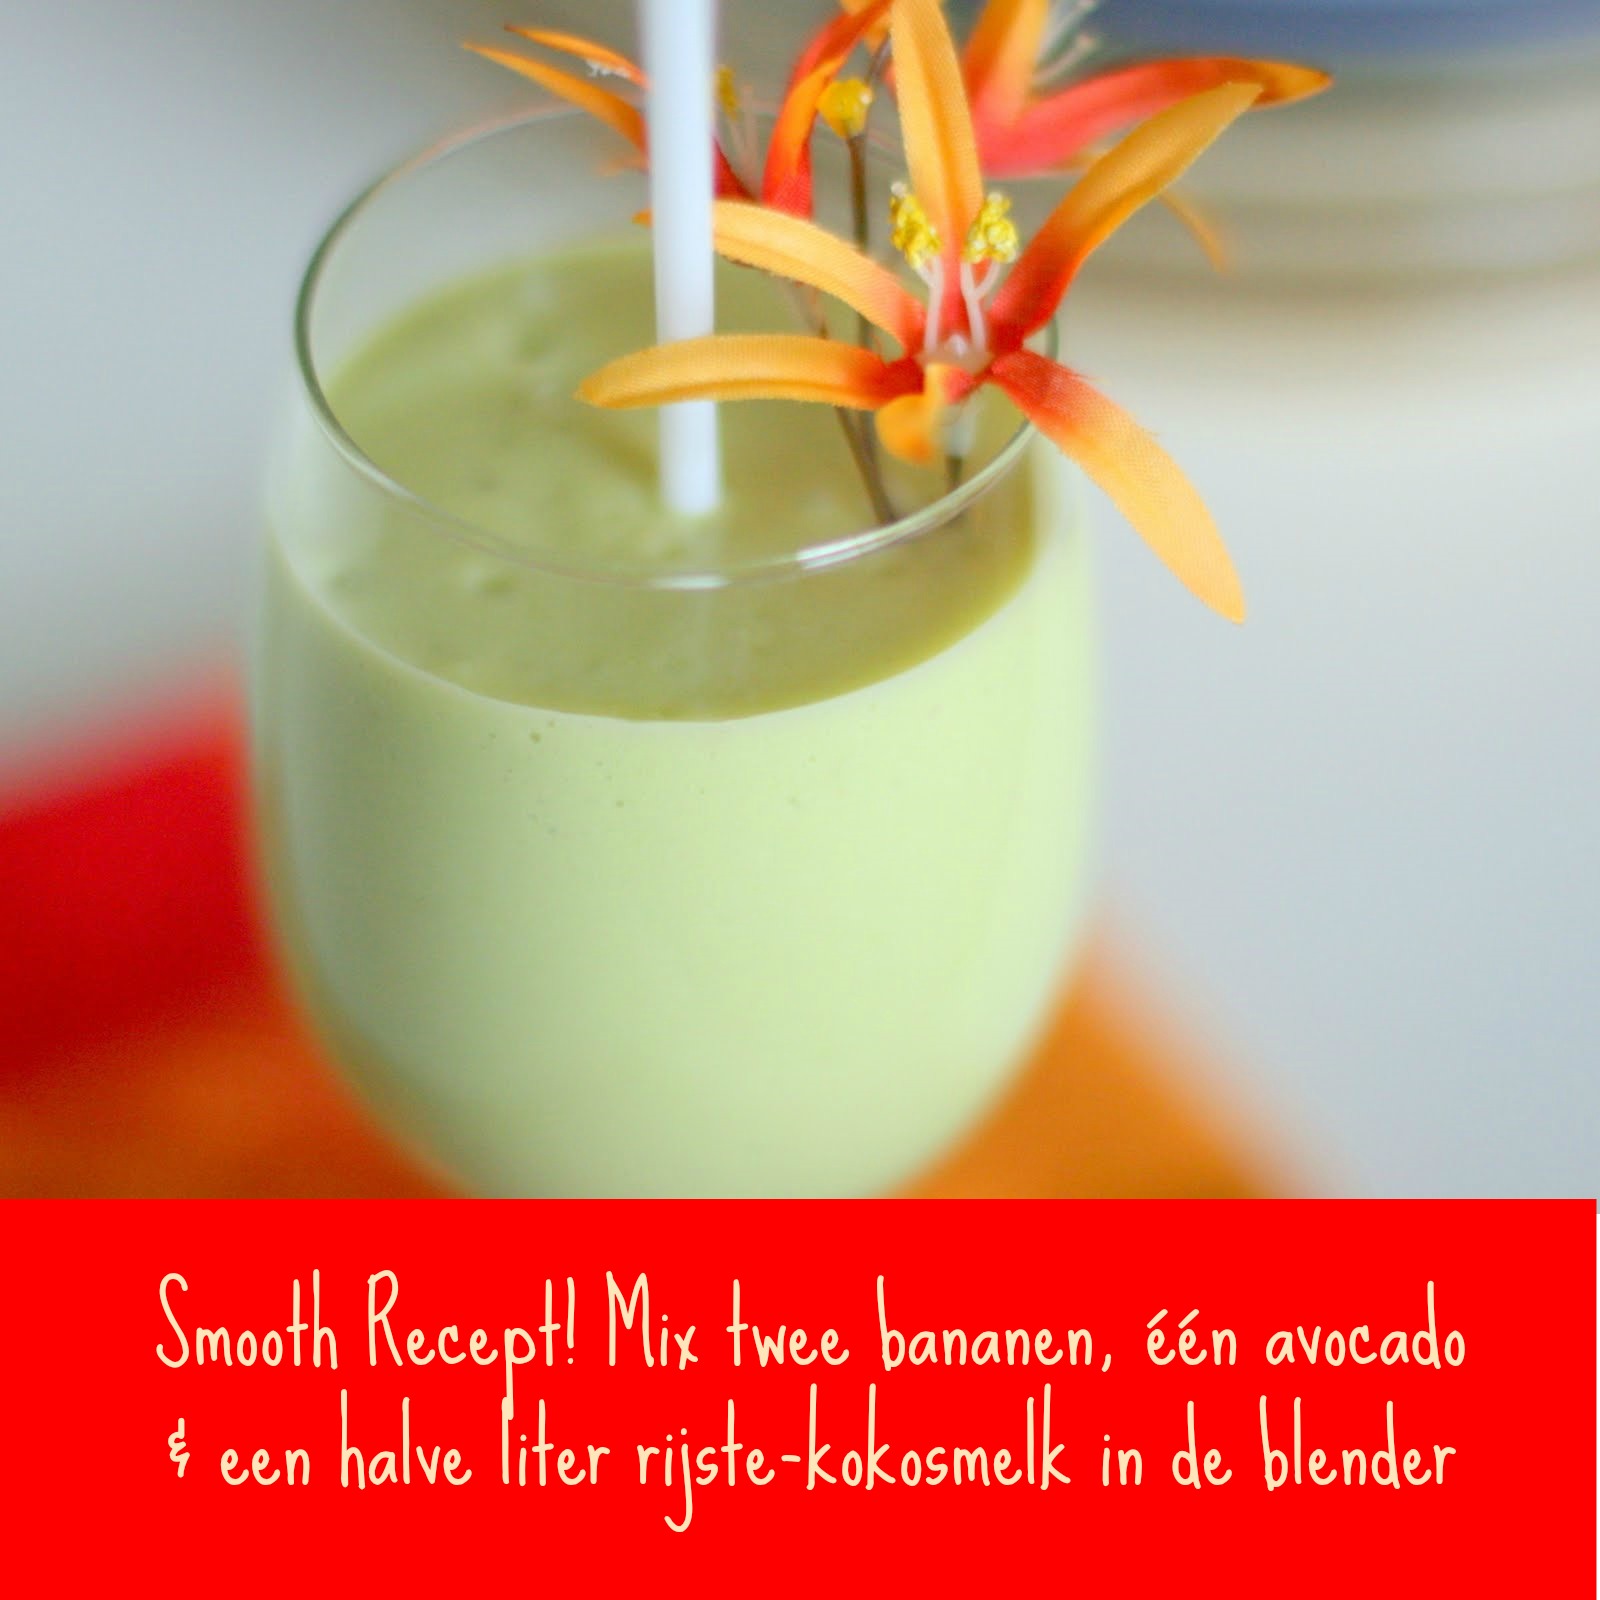 Smooth Recept! Mix twee bananen, één avocado
& een halve liter rijste-kokosmelk in de blender